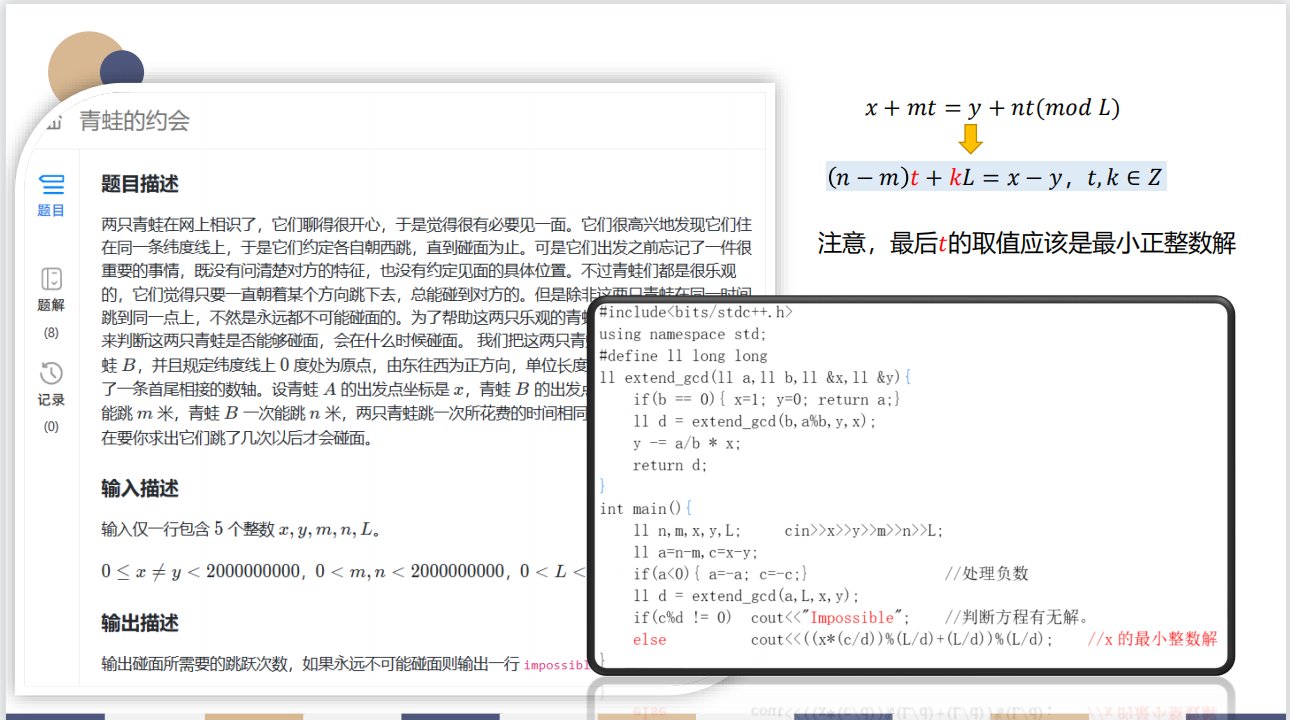 青蛙的约会
题目
题解
(8)
记录
(0)
题目描述
两只青蛙在网上相识了，它们聊得很开心，于是觉得很有必要见一面。它们很高兴地发现它们住
在同一条纬度线上，于是它们约定各自朝西跳，直到碰面为止。可是它们出发之前忘记了一件很
重要的事情，既没有问清楚对方的特征，也没有约定见面的具体位置。不过青蛙们都是很乐观
的，它们觉得只要一直朝着某个方向跳下去，总能碰到对方的。但是除非这两只青蛙在同一时间
跳到同一点上，不然是永远都不可能碰面的。为了帮助这两只乐观的青
来判断这两只青蛙是否能够碰面，会在什么时候碰面。 我们把这两只青
蛙 B，并且规定纬度线上 0 度处为原点，由东往西为正方向，单位长度
了一条首尾相接的数轴。设青蛙 A 的出发点坐标是 x，青蛙 B 的出发
能跳 m 米，青蛙 B 一次能跳 n 米，两只青蛙跳一次所花费的时间相同
在要你求出它们跳了几次以后才会碰面。
输入描述
输入仅一行包含 5 个整数 x, y, m, n, L。
0 ≤ x ≠ y < 2000000000，0 < m, n < 2000000000，0 < L <
输出描述
输出碰面所需要的跳跃次数，如果永远不可能碰面则输出一行 impossibl
x + mt = y + nt(mod L)
(n − m)t + kL = x − y，t, k ∈ Z
注意，最后t的取值应该是最小正整数解
#include<bits/stdc++.h>
using namespace std;
#define ll long long
ll extend_gcd(ll a,ll b,ll &x,ll &y){
    if(b == 0){ x=1; y=0; return a;}
    ll d = extend_gcd(b,a%b,y,x);
    y -= a/b * x;
    return d;
}
int main(){
    ll n,m,x,y,L;     cin>>x>>y>>m>>n>>L;
    ll a=n-m,c=x-y;
    if(a<0){ a=-a; c=-c;}                //处理负数
    ll d = extend_gcd(a,L,x,y);
    if(c%d != 0)  cout<<"Impossible";    //判断方程有无解。
    else          cout<<((x*(c/d))%(L/d)+(L/d))%(L/d);    //x 的最小整数解
}